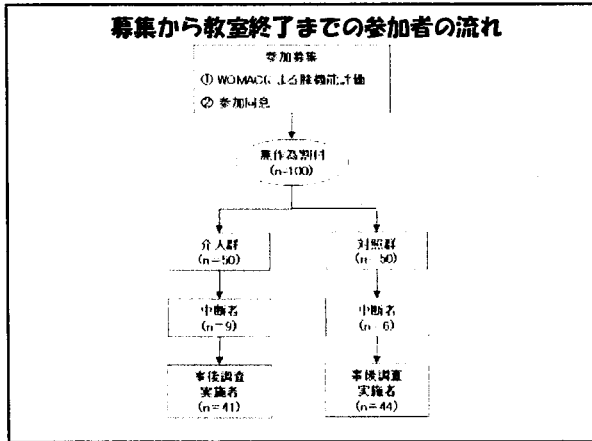 募集から教室終了までの参加者の流れ
参加募集
① WOMACによる膝機能評価
② 参加同意
無作為割付
(n=100)
介入群
(n=50)
対照群
(n=50)
中断者
(n=9)
中断者
(n=6)
事後調査
実施者
(n=41)
事後調査
実施者
(n=44)